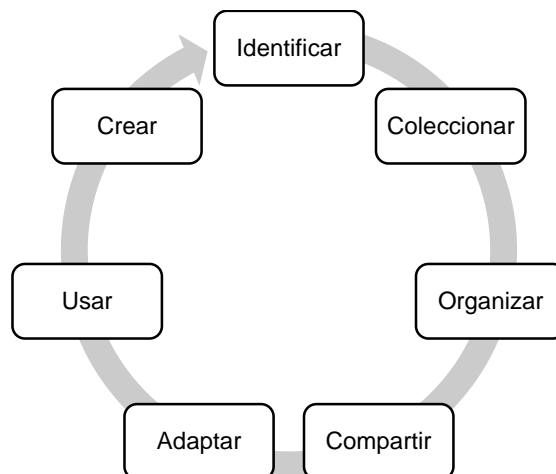 Identificar
Coleccionar
Organizar
Compartir
Adaptar
Usar
Crear